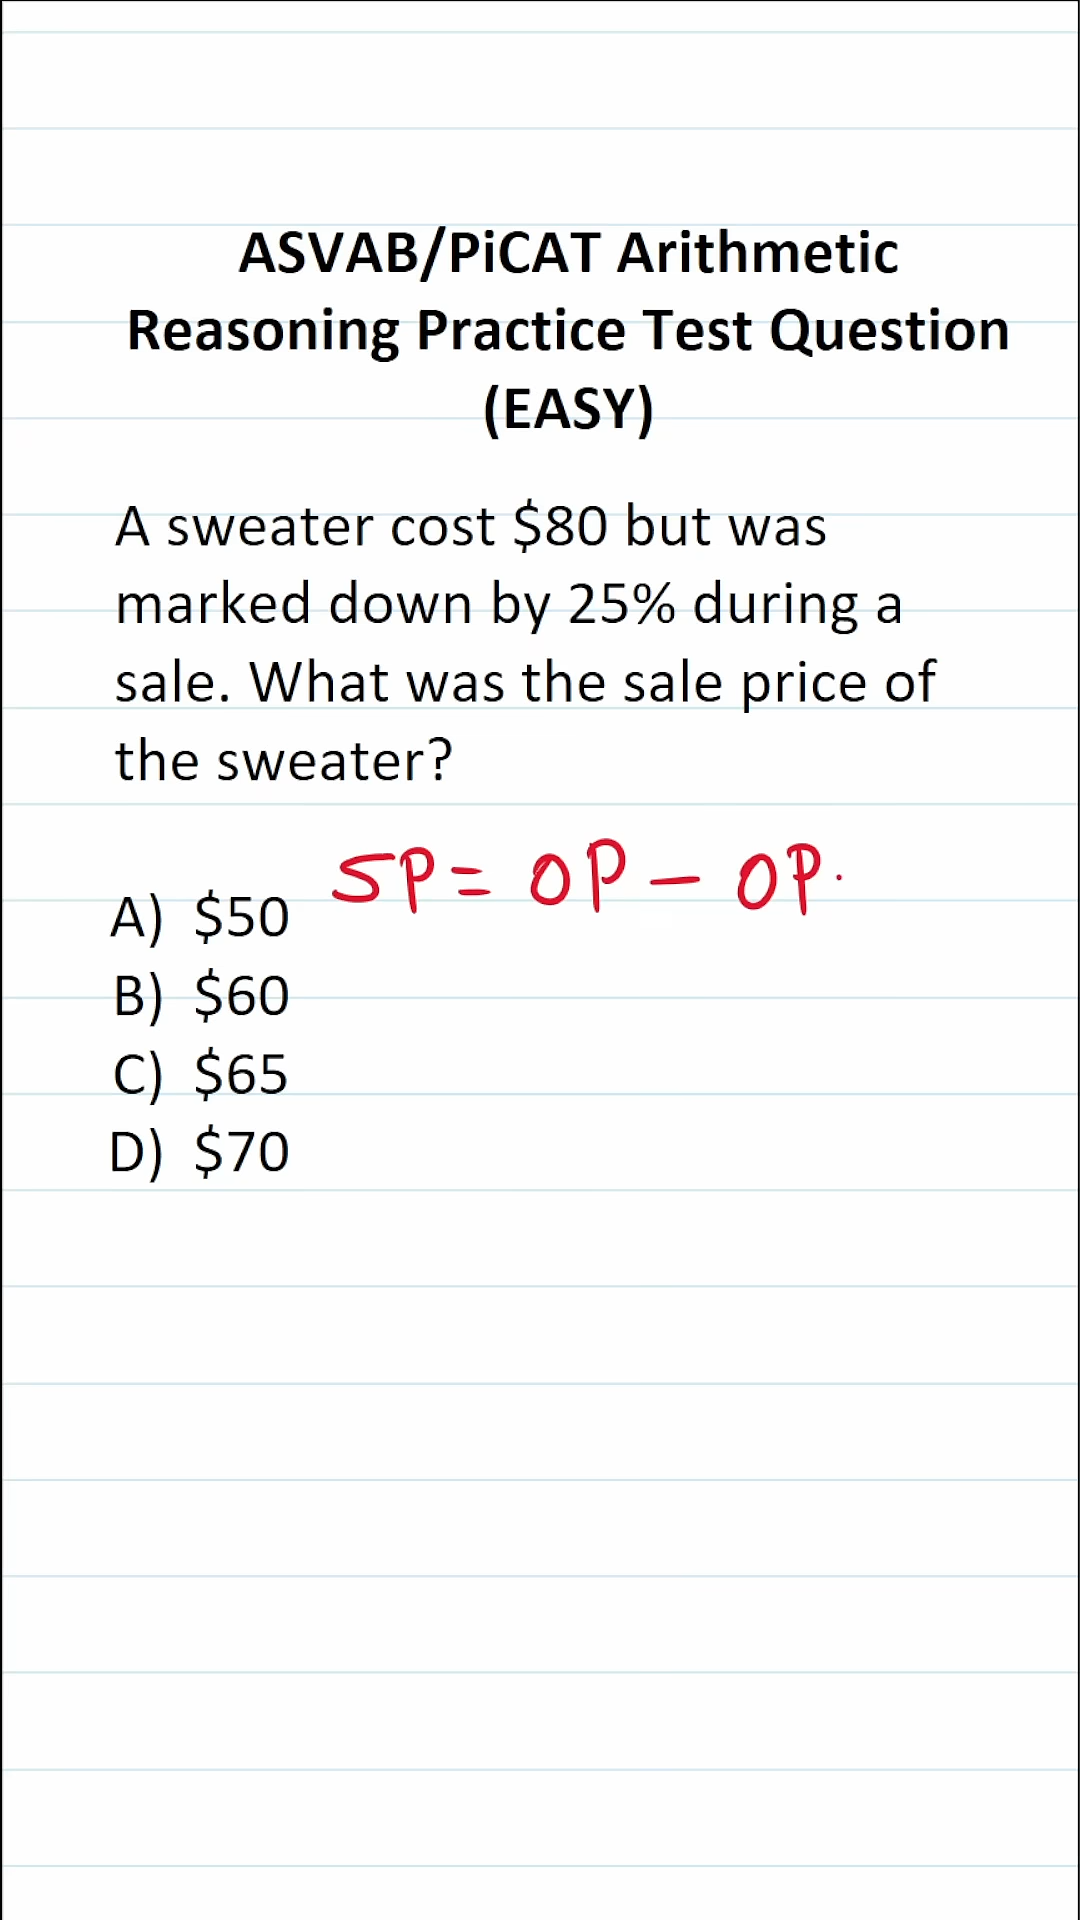 ASVAB/PiCAT Arithmetic
Reasoning Practice Test Question
(EASY)
A sweater cost $80 but was
marked down by 25% during a
sale. What was the sale price of
the sweater?
SP = OP - OP.
A) $50
B) $60
C) $65
D) $70